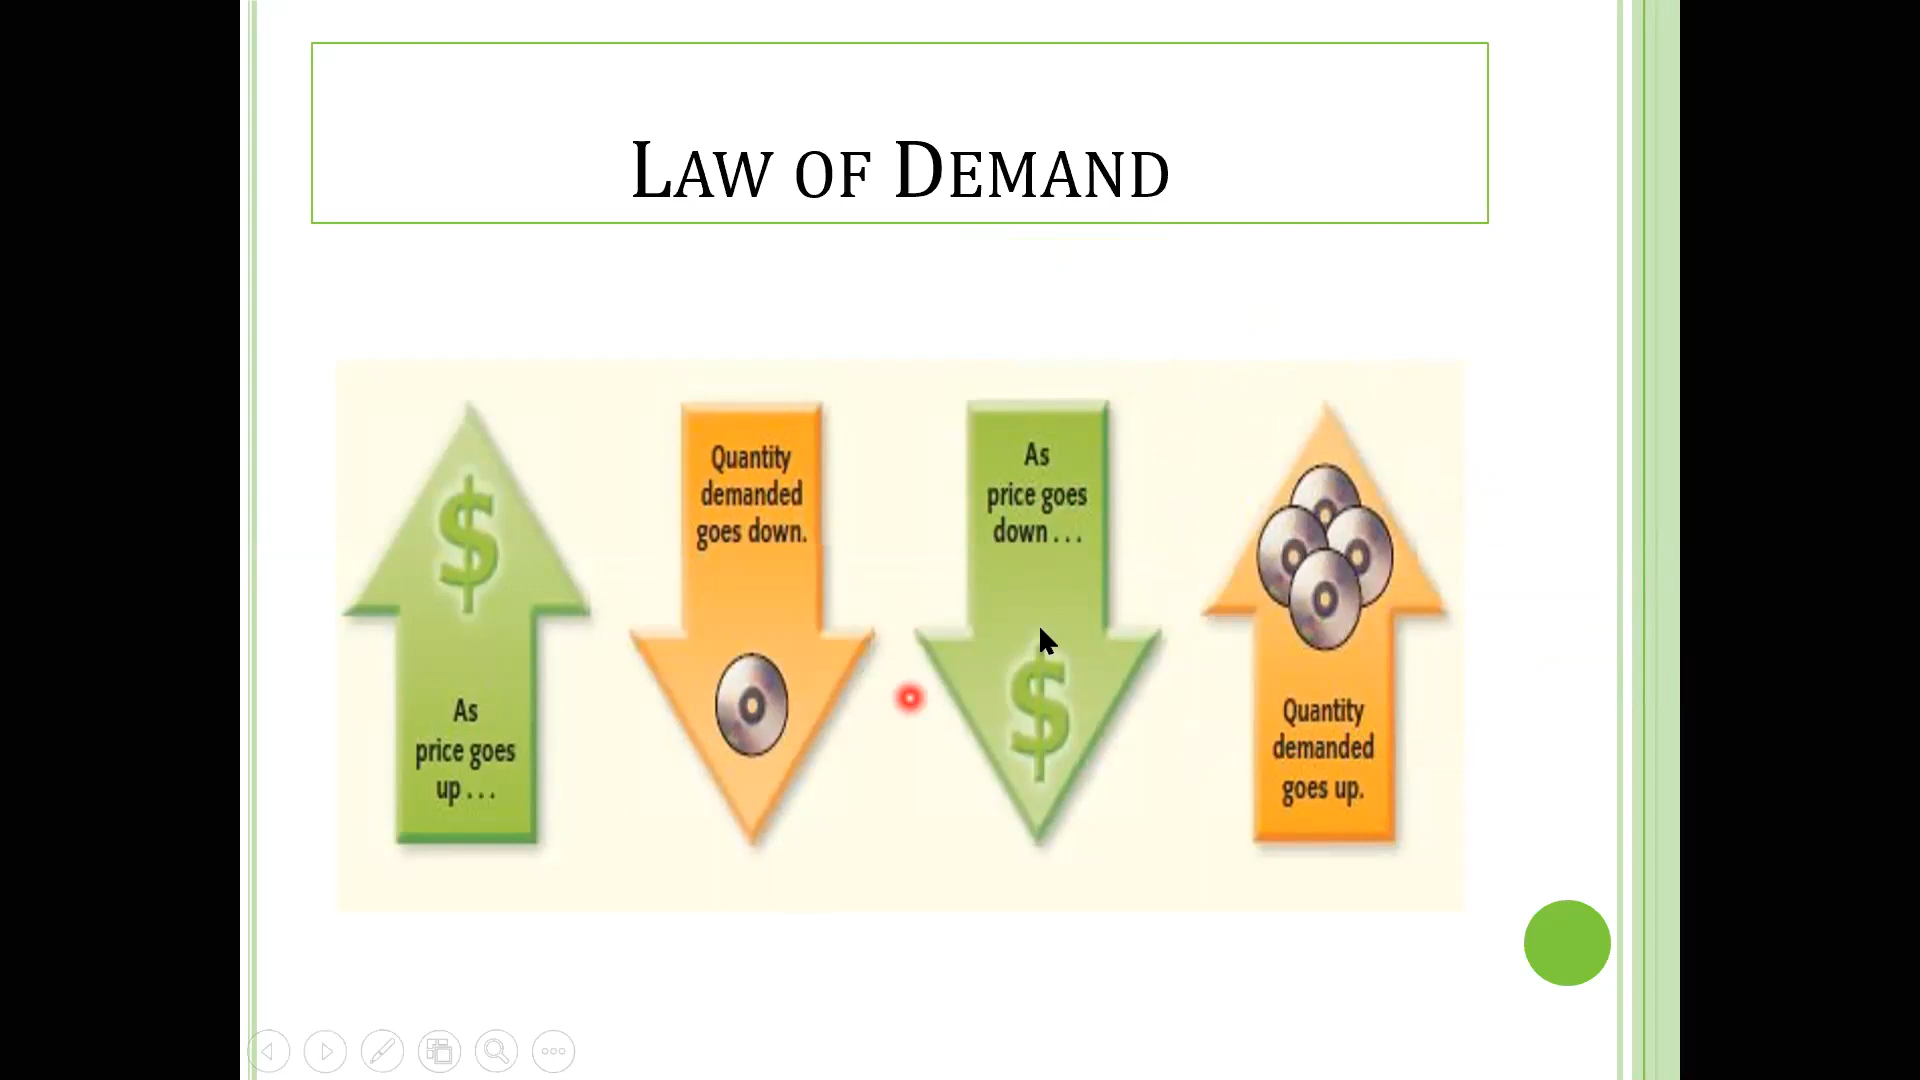 LAW OF DEMAND
$
As
price goes
up . . .
Quantity
demanded
goes down.
As
price goes
down . . .
$
Quantity
demanded
goes up.